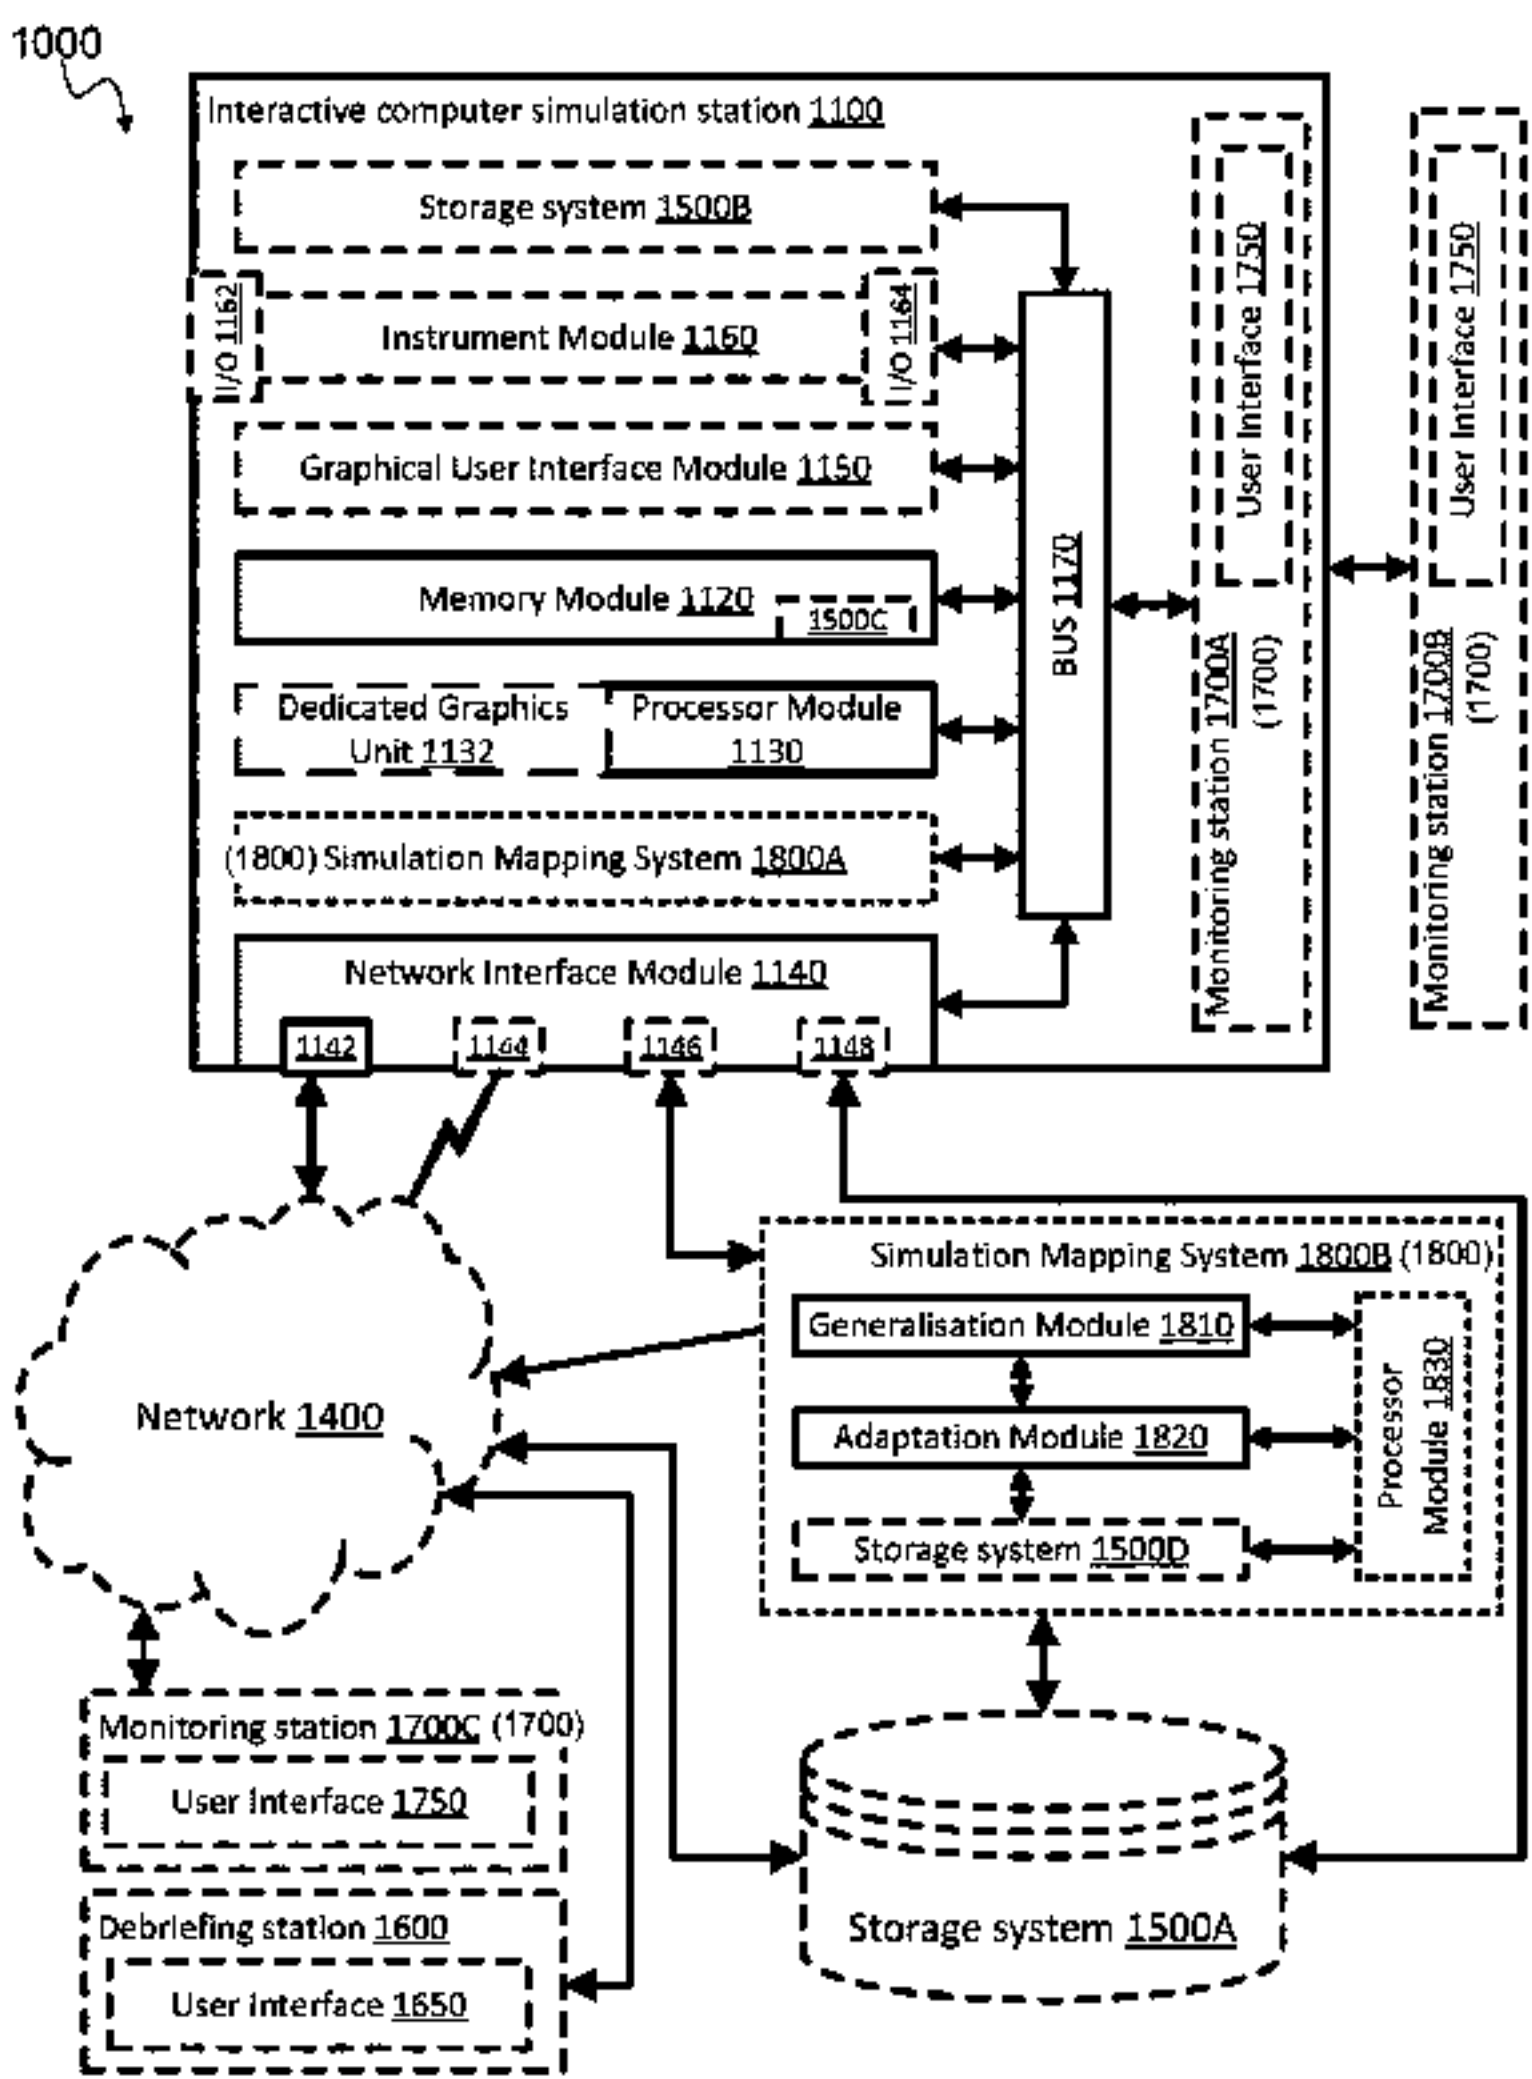 1000
Interactive computer simulation station 1100
Storage system 1500B
I/O 1162
Instrument Module 1160
I/O 1164
Graphical User Interface Module 1150
Memory Module 1120
1500C
Dedicated Graphics
Unit 1132
Processor Module
1130
(1800) Simulation Mapping System 1800A
Network Interface Module 1140
1142
1144
1146
1148
BUS 1170
User Interface 1750
Monitoring station 1700A
(1700)
User Interface 1750
Monitoring station 1700B
(1700)
Simulation Mapping System 1800B (1800)
Generalisation Module 1810
Adaptation Module 1820
Storage system 1500D
Processor
Module 1830
Network 1400
Monitoring station 1700C (1700)
User Interface 1750
Debriefing station 1600
User Interface 1650
Storage system 1500A